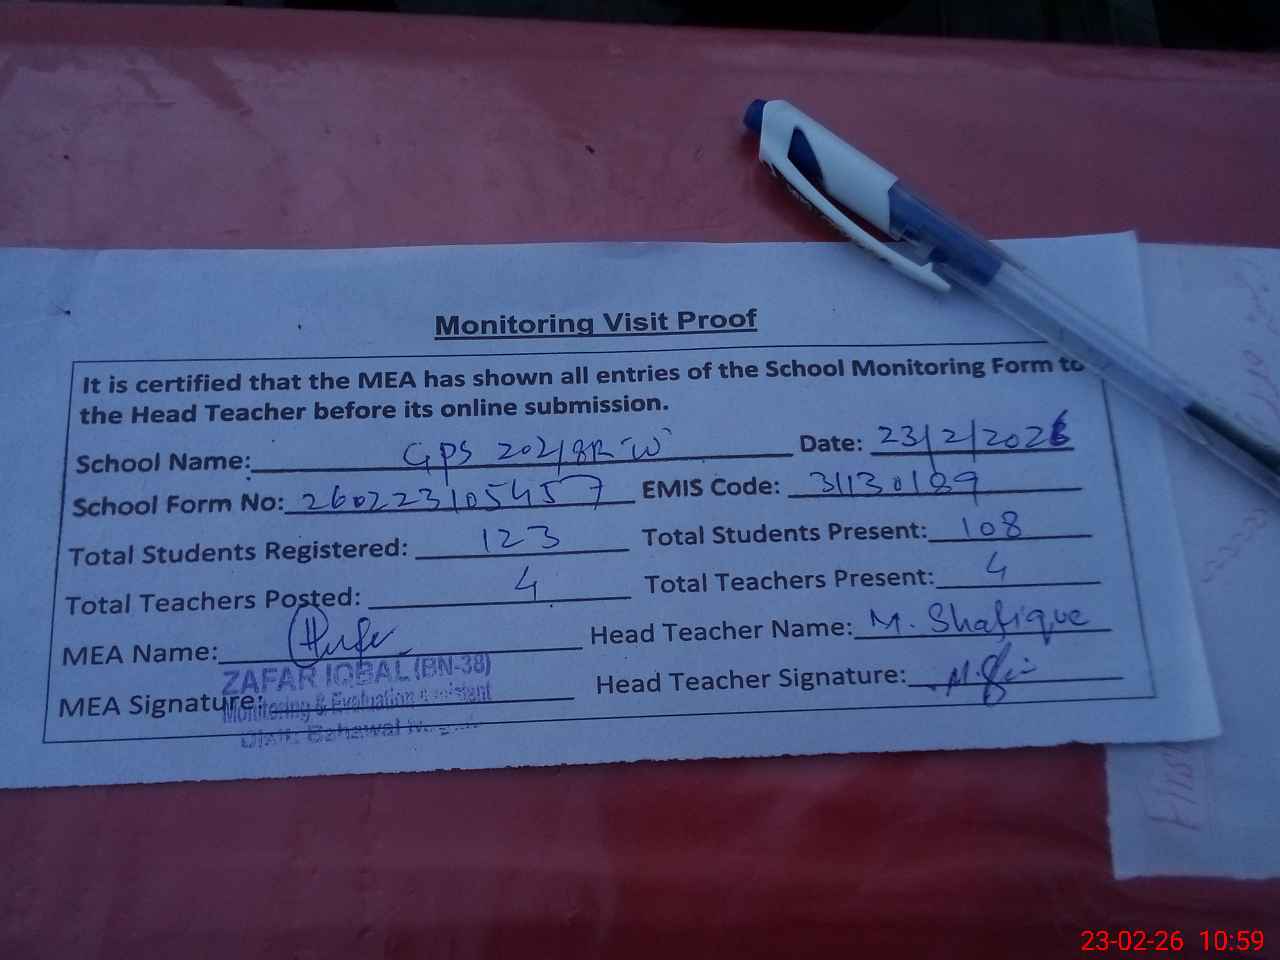 Monitoring Visit Proof
It is certified that the MEA has shown all entries of the School Monitoring Form to
the Head Teacher before its online submission.
School Name: GPS 202/8R-W Date: 23/2/2026
School Form No: 260223105457 EMIS Code: 31130189
Total Students Registered: 123 Total Students Present: 108
Total Teachers Posted: 4 Total Teachers Present: 4
MEA Name: Head Teacher Name: M. Shafique
ZAFAR IQBAL (BN-38)
MEA Signature: Head Teacher Signature:
Monitoring & Evaluation Assistant
Distt: Bahawal
23-02-26 10:59